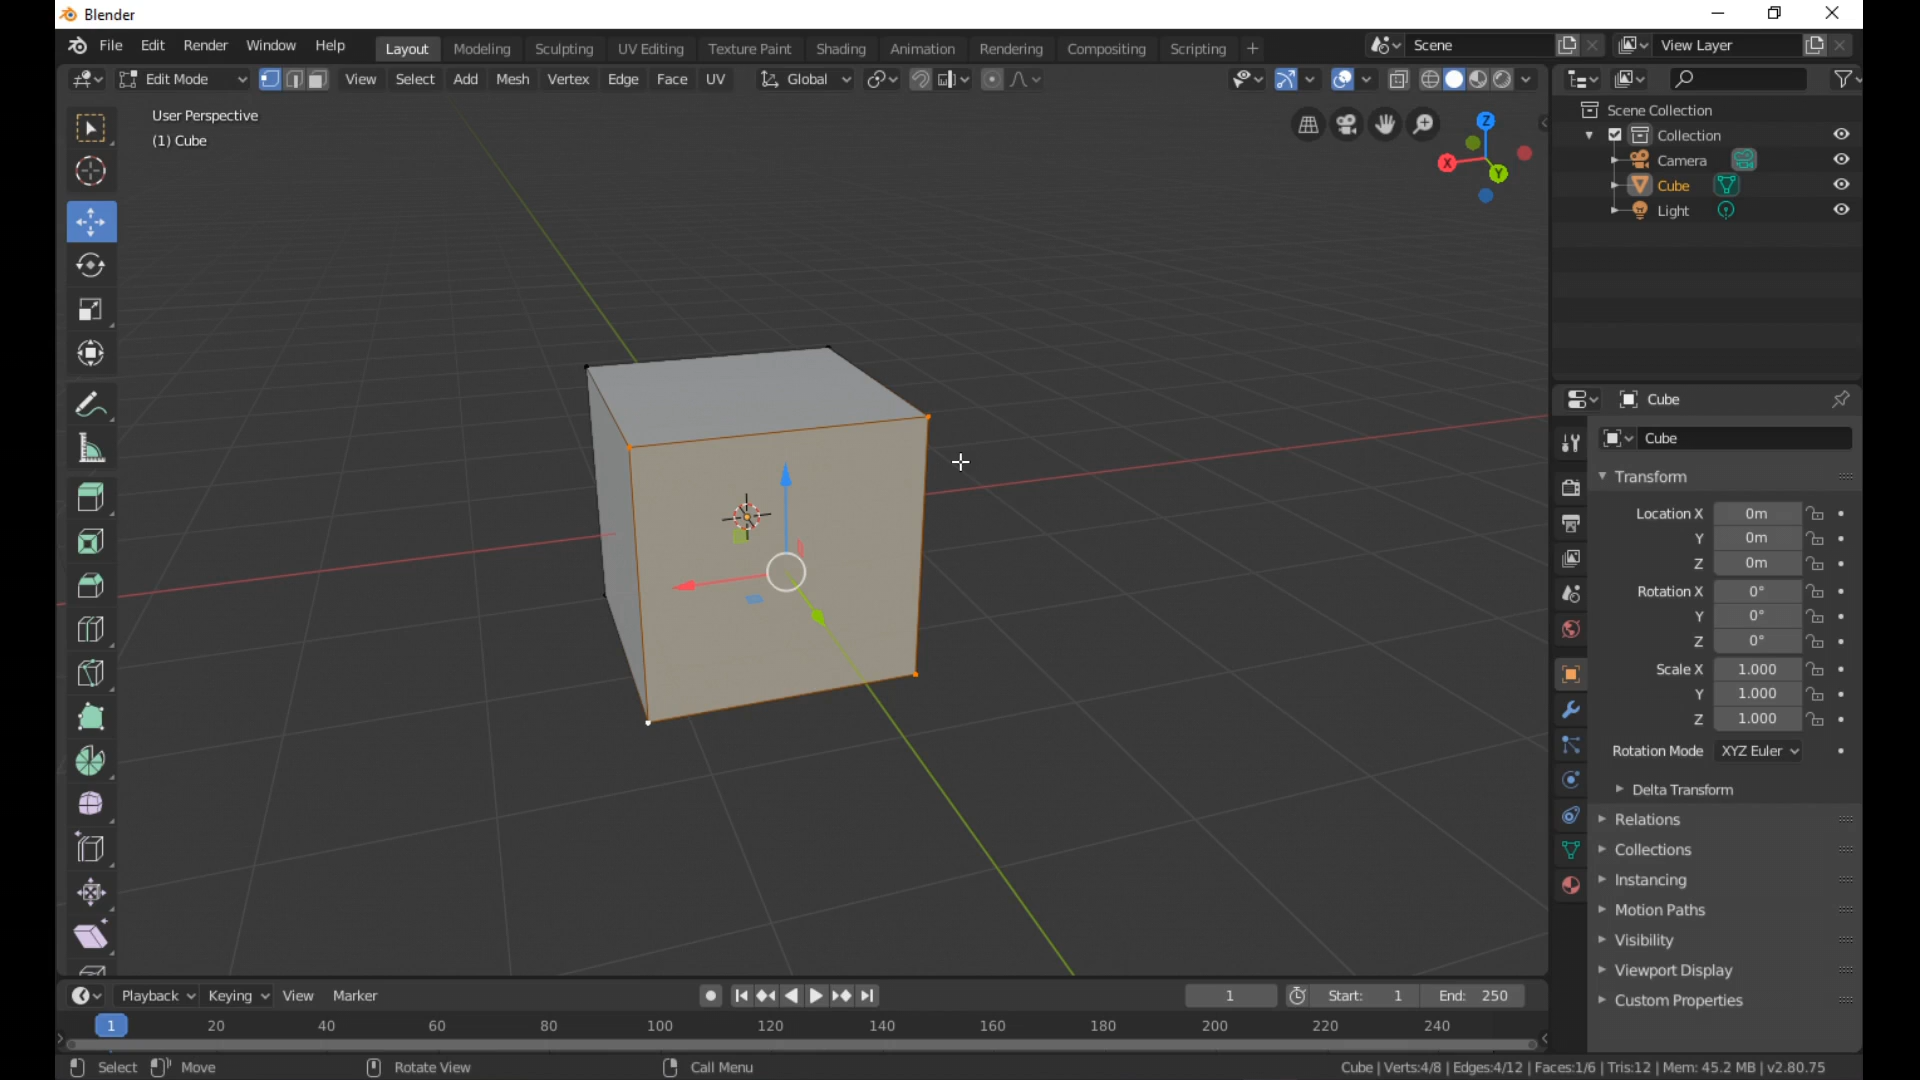 Blender
File Edit Render Window Help
Layout Modeling Sculpting UV Editing Texture Paint Shading Animation Rendering Compositing Scripting +
Scene
View Layer
Edit Mode View Select Add Mesh Vertex Edge Face UV Global
User Perspective
(1) Cube
Z
X
Y
Scene Collection
Collection
Camera
Cube
Light
Cube
Cube
Transform
Location X 0m
Y 0m
Z 0m
Rotation X 0°
Y 0°
Z 0°
Scale X 1.000
Y 1.000
Z 1.000
Rotation Mode XYZ Euler
Delta Transform
Relations
Collections
Instancing
Motion Paths
Visibility
Viewport Display
Custom Properties
Playback Keying View Marker
1 Start: 1 End: 250
1 20 40 60 80 100 120 140 160 180 200 220 240
Select Move Rotate View Call Menu
Cube | Verts:4/8 | Edges:4/12 | Faces:1/6 | Tris:12 | Mem: 45.2 MB | v2.80.75